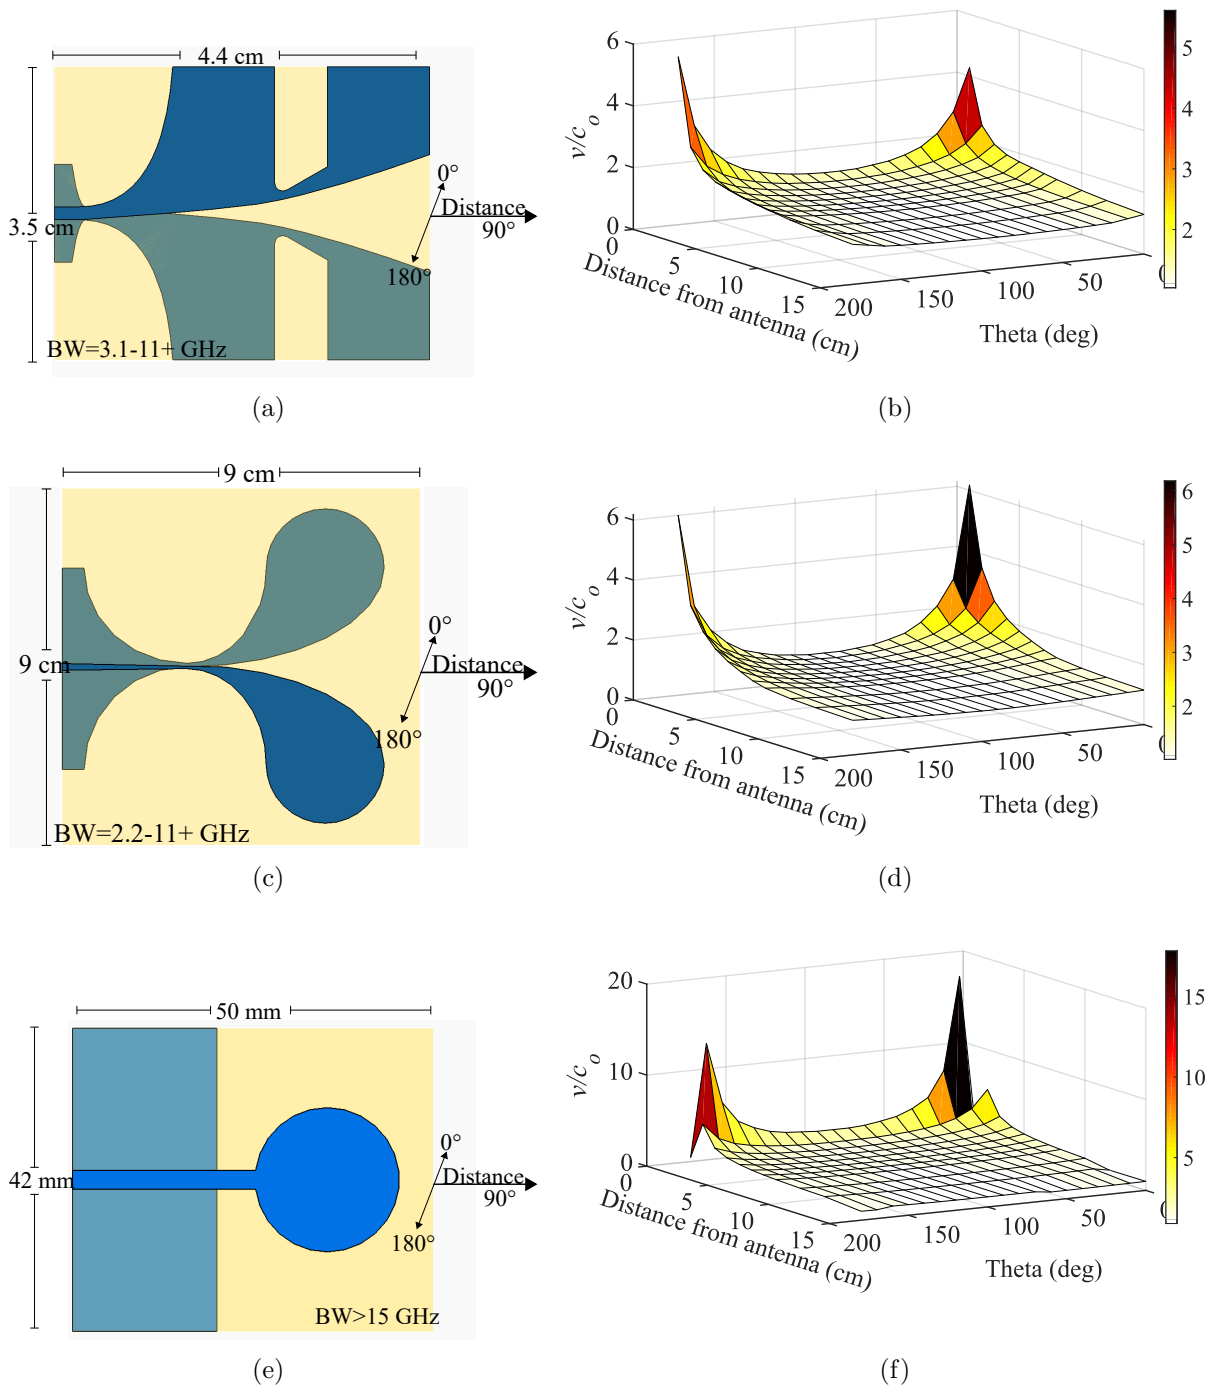 4.4 cm
3.5 cm
0°
Distance
90°
180°
BW=3.1-11+ GHz
(a)
6
4
2
0
v/c o
0
5
10
15
Distance from antenna (cm)
200
150
100
50
Theta (deg)
5
4
3
2
(b)
9 cm
9 cm
0°
Distance
90°
180°
BW=2.2-11+ GHz
(c)
6
4
2
0
v/c o
0
5
10
15
Distance from antenna (cm)
200
150
100
50
Theta (deg)
6
5
4
3
2
(d)
50 mm
42 mm
0°
Distance
90°
180°
BW>15 GHz
(e)
20
10
0
v/c o
0
5
10
15
Distance from antenna (cm)
200
150
100
50
Theta (deg)
15
10
5
(f)